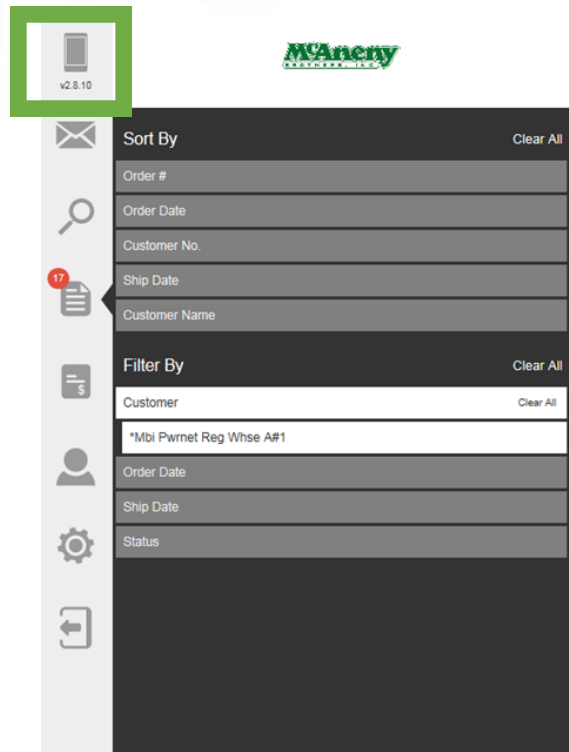 v2.8.10
McAneny
BROTHERS, INC.
Sort By Clear All
Order #
Order Date
Customer No.
17
Ship Date
Customer Name
Filter By Clear All
$
Customer Clear All
*Mbi Pwrnet Reg Whse A#1
Order Date
Ship Date
Status